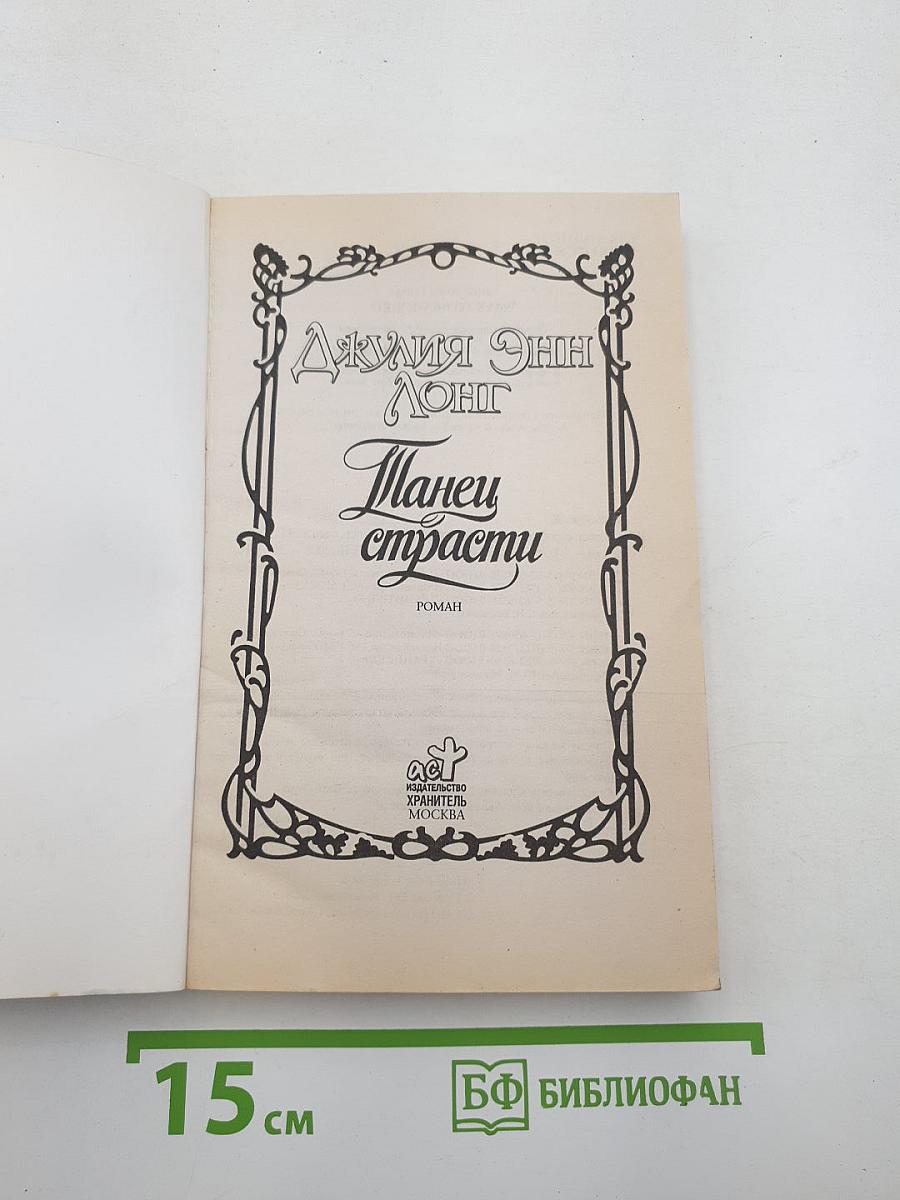 Джулия Энн
Лонг
Танец
страсти
РОМАН
аст
ИЗДАТЕЛЬСТВО
ХРАНИТЕЛЬ
МОСКВА
15 см
БФ БИБЛИОФАН